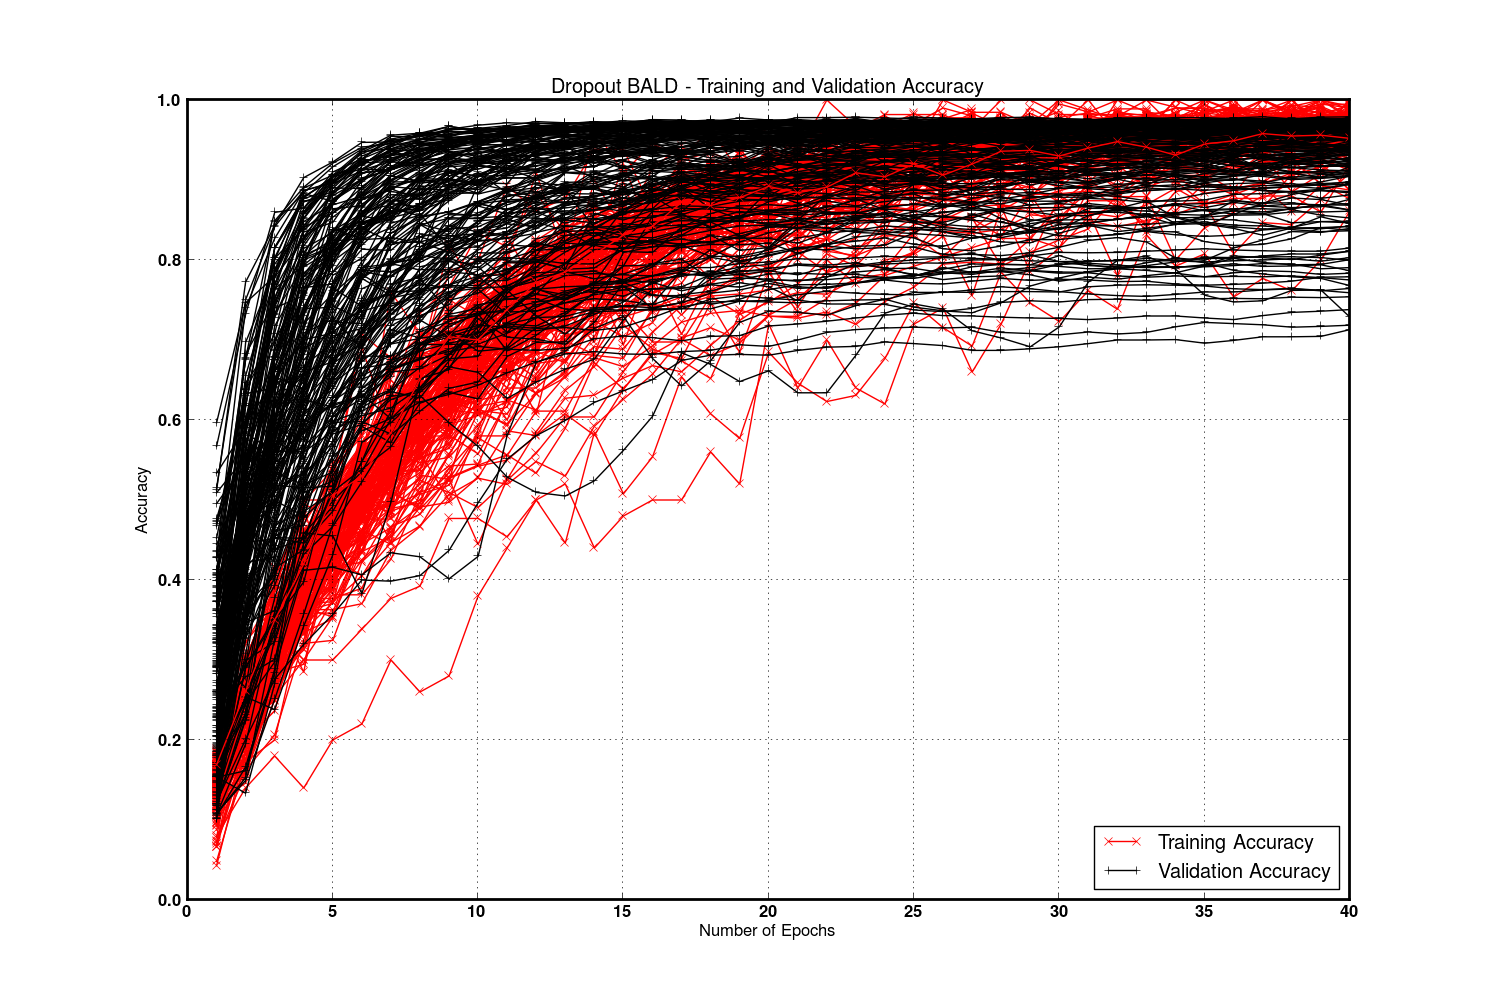 Dropout BALD - Training and Validation Accuracy
1.0
0.8
0.6
0.4
0.2
0.0
Accuracy
0 5 10 15 20 25 30 35 40
Number of Epochs
Training Accuracy
Validation Accuracy